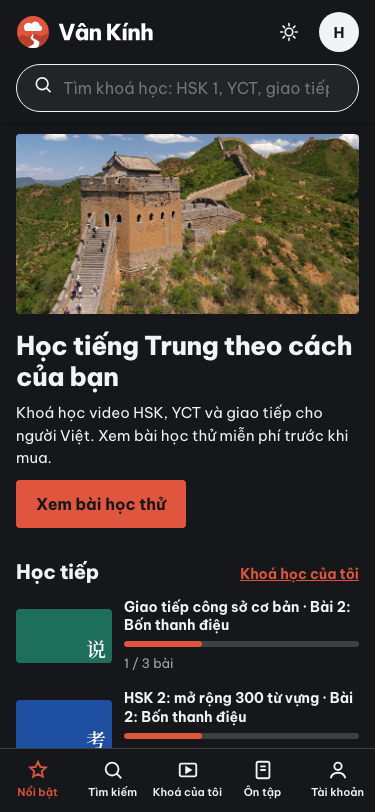 Vân Kính
H
Tìm khoá học: HSK 1, YCT, giao tiếp
Học tiếng Trung theo cách
của bạn
Khoá học video HSK, YCT và giao tiếp cho
người Việt. Xem bài học thử miễn phí trước khi
mua.
Xem bài học thử
Học tiếp
Khoá học của tôi
说
Giao tiếp công sở cơ bản · Bài 2:
Bốn thanh điệu
1 / 3 bài
考
HSK 2: mở rộng 300 từ vựng · Bài
2: Bốn thanh điệu
Nổi bật
Tìm kiếm
Khoá học của tôi
Ôn tập
Tài khoản